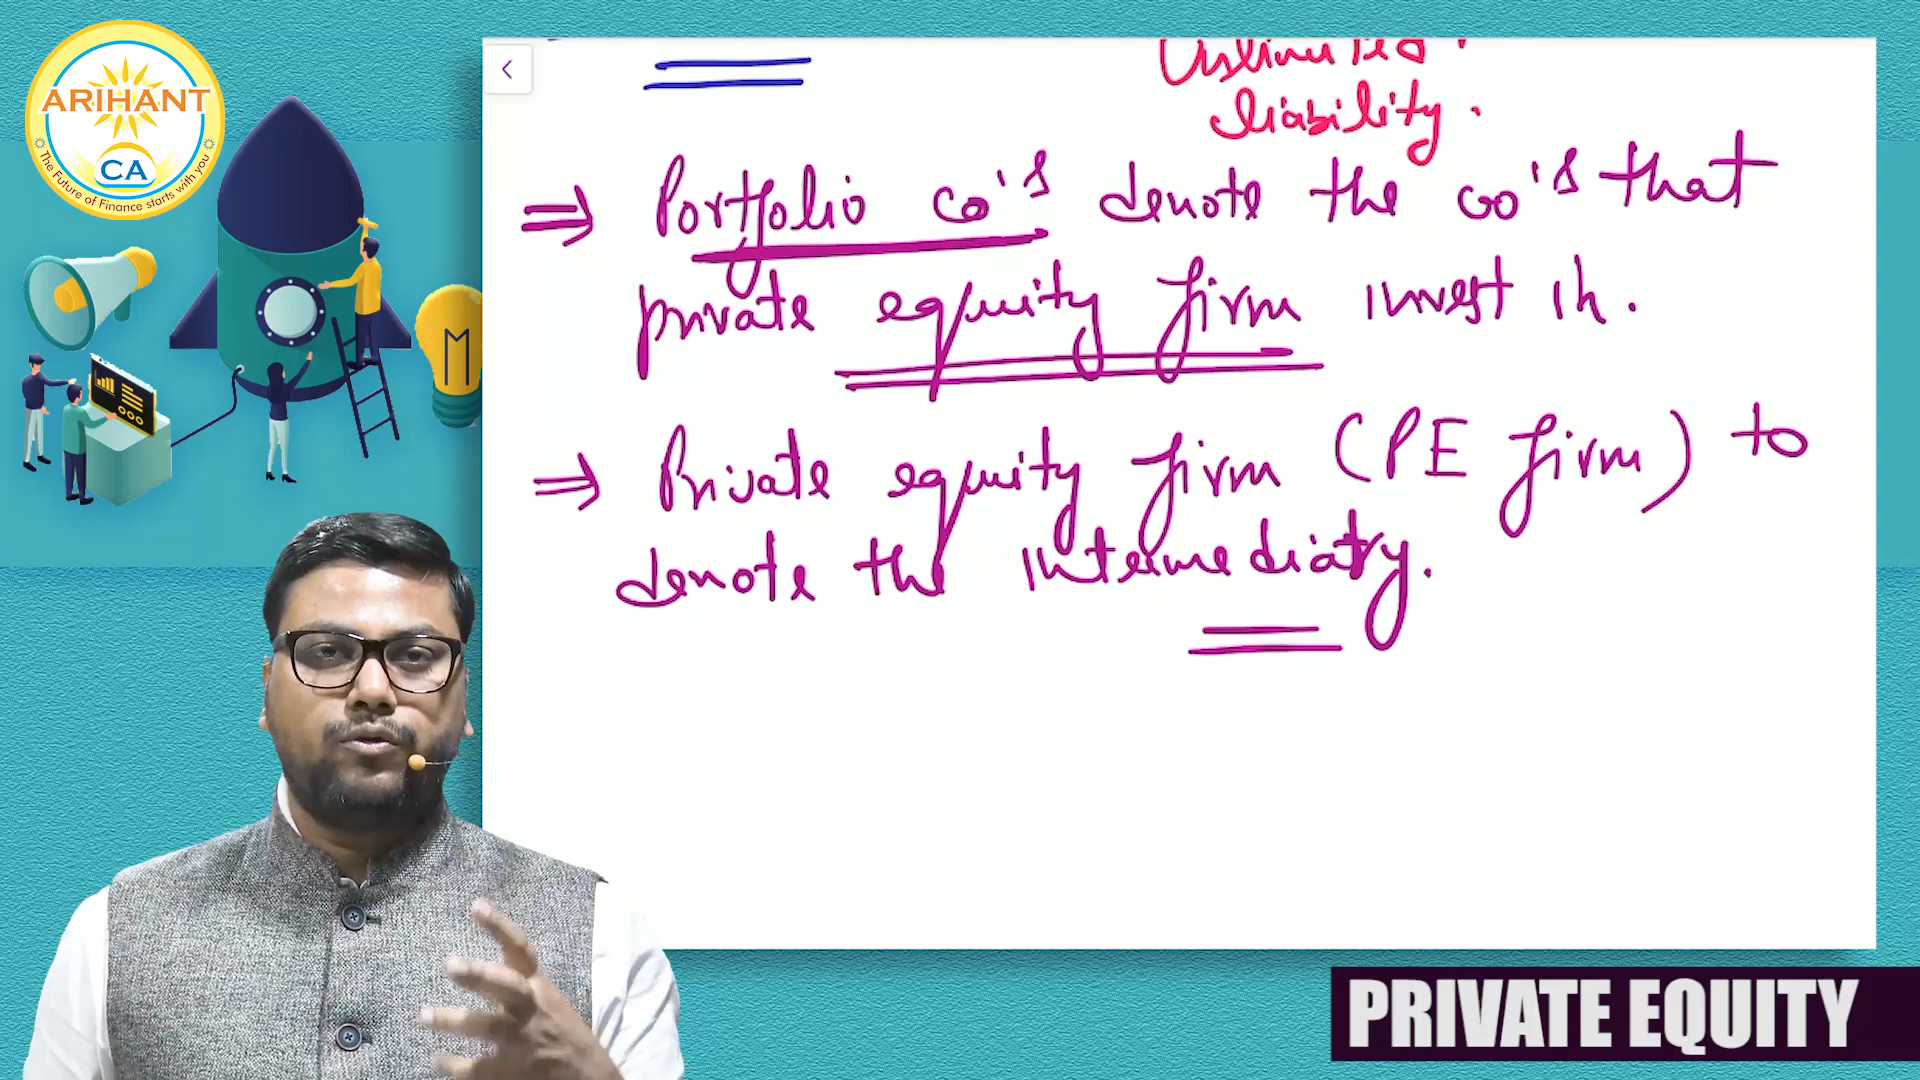 ARIHANT
CA
The Future of Finance starts with you
Unlimited
liability.
⇒ Portfolio co's denote the co's that
private equity firm invest in.
⇒ Private equity firm (PE firm) to
denote the intermediatry.
PRIVATE EQUITY